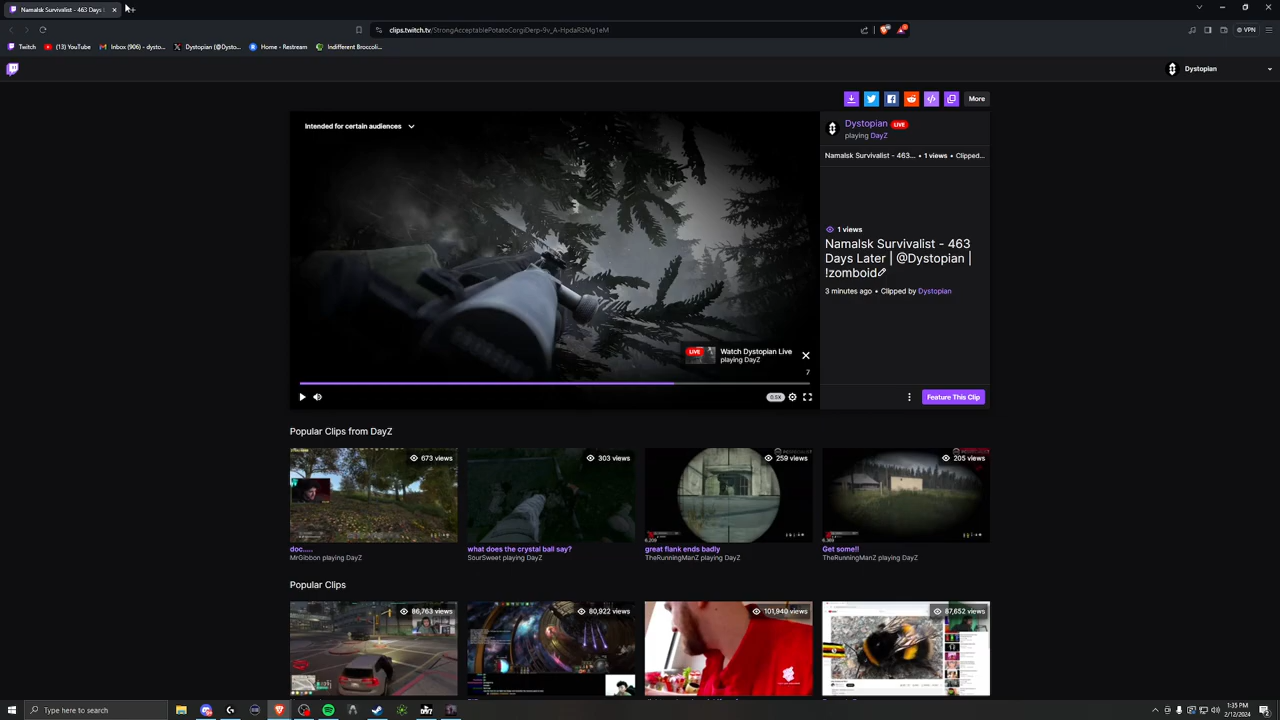 Namalsk Survivalist - 463 Days L
clips.twitch.tv/StrongAcceptablePotatoCorgiDerp-9v_A-HpdaRSMg1eM
VPN
Twitch
(13) YouTube
Inbox (906) - dysto...
Dystopian (@Dysto...
Home - Restream
Indifferent Broccoli...
Dystopian
More
Intended for certain audiences
Dystopian LIVE
playing DayZ
Namalsk Survivalist - 463... • 1 views • Clipped...
1 views
Namalsk Survivalist - 463
Days Later | @Dystopian |
!zomboid
3 minutes ago • Clipped by Dystopian
LIVE
Watch Dystopian Live
playing DayZ
7
0.5X
Feature This Clip
Popular Clips from DayZ
673 views
303 views
259 views
205 views
doc.....
MrGibbon playing DayZ
what does the crystal ball say?
SourSweet playing DayZ
great flank ends badly
TheRunningManZ playing DayZ
Get some!!
TheRunningManZ playing DayZ
Popular Clips
86,763 views
80,922 views
101,940 views
87,652 views
Type here to search
1:35 PM
2/12/2024